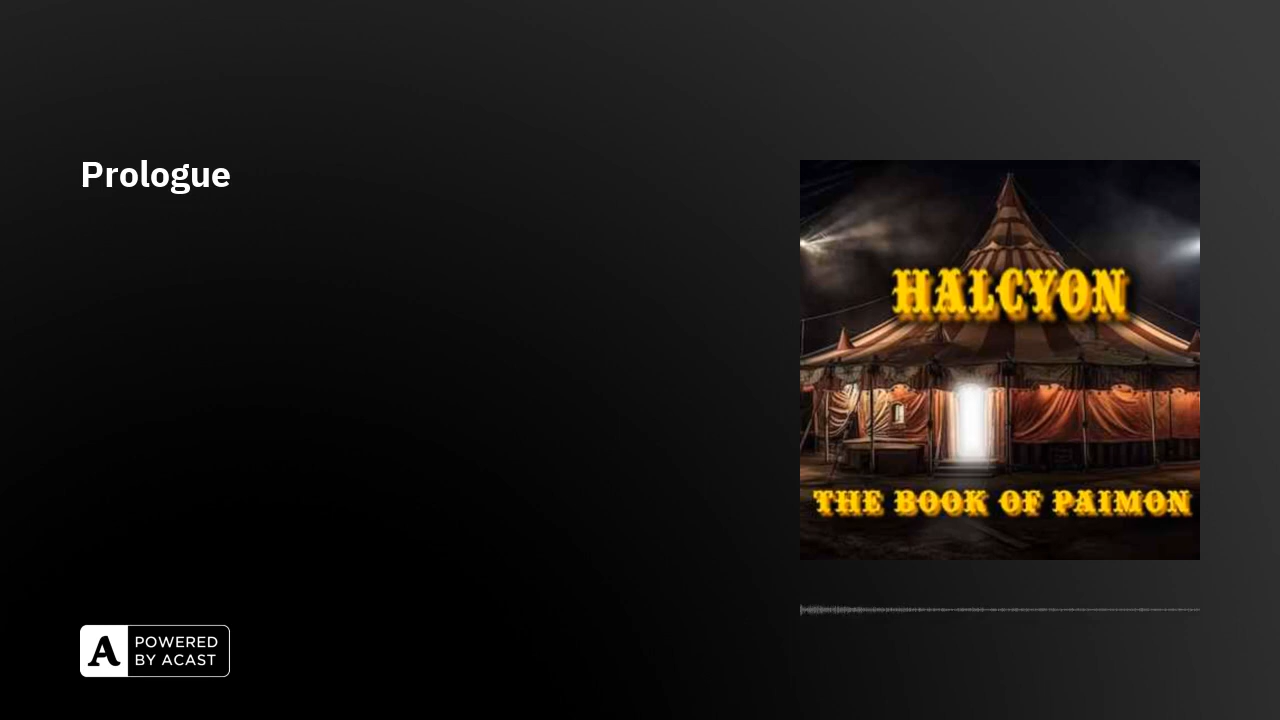 Prologue
HALCYON
THE BOOK OF PAIMON
A POWERED
BY ACAST